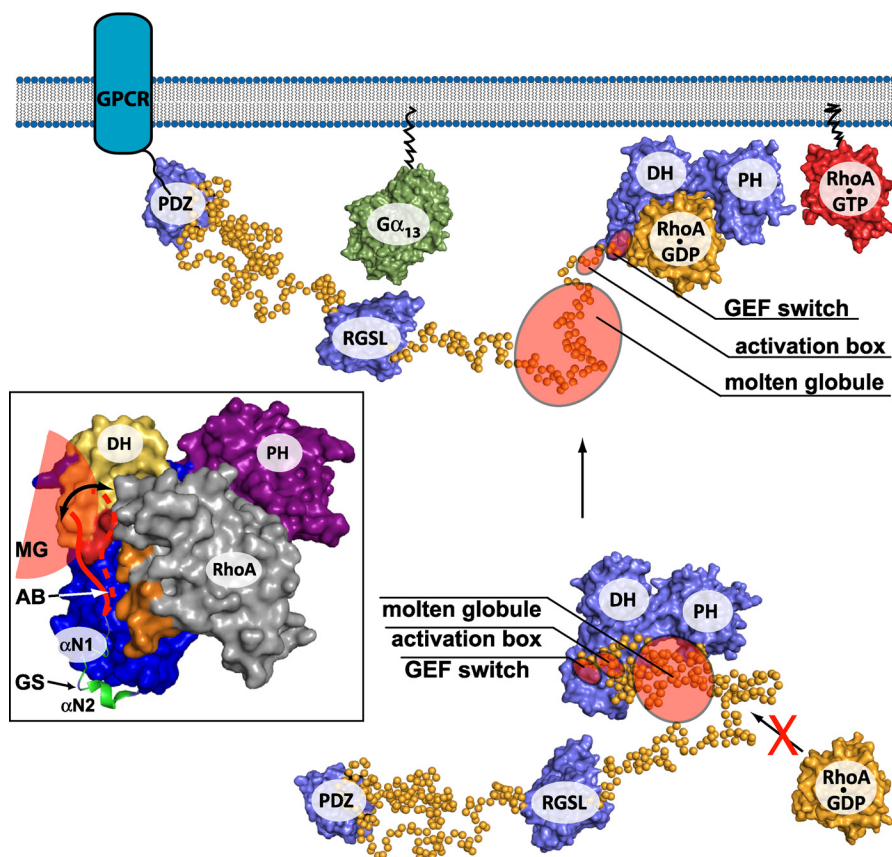 GPCR
PDZ
Gα13
DH
PH
RhoA
GDP
RhoA
GTP
RGSL
GEF switch
activation box
molten globule
DH
PH
MG
RhoA
AB
αN1
GS
αN2
DH
PH
molten globule
activation box
GEF switch
PDZ
RGSL
RhoA
GDP
X